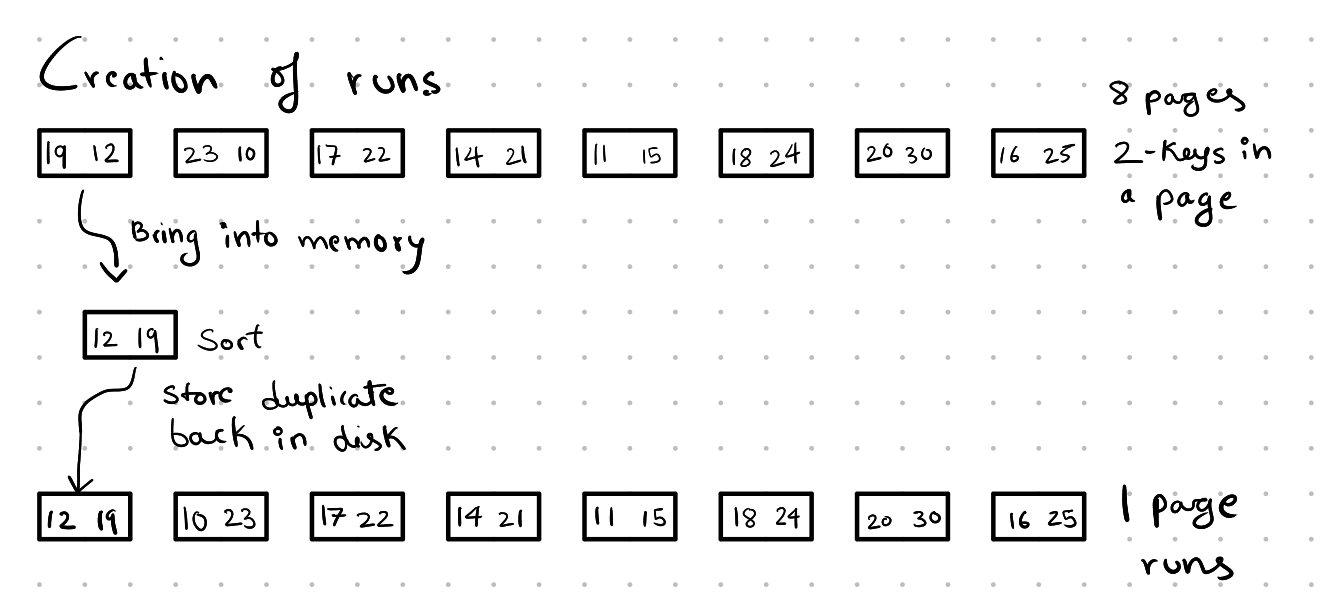 Creation of runs
8 pages
19 12 23 10 17 22 14 21 11 15 18 24 20 30 16 25 2-Keys in
a page
Bring into memory
12 19 Sort
Store duplicate
back in disk
12 19 10 23 17 22 14 21 11 15 18 24 20 30 16 25 1 page
runs